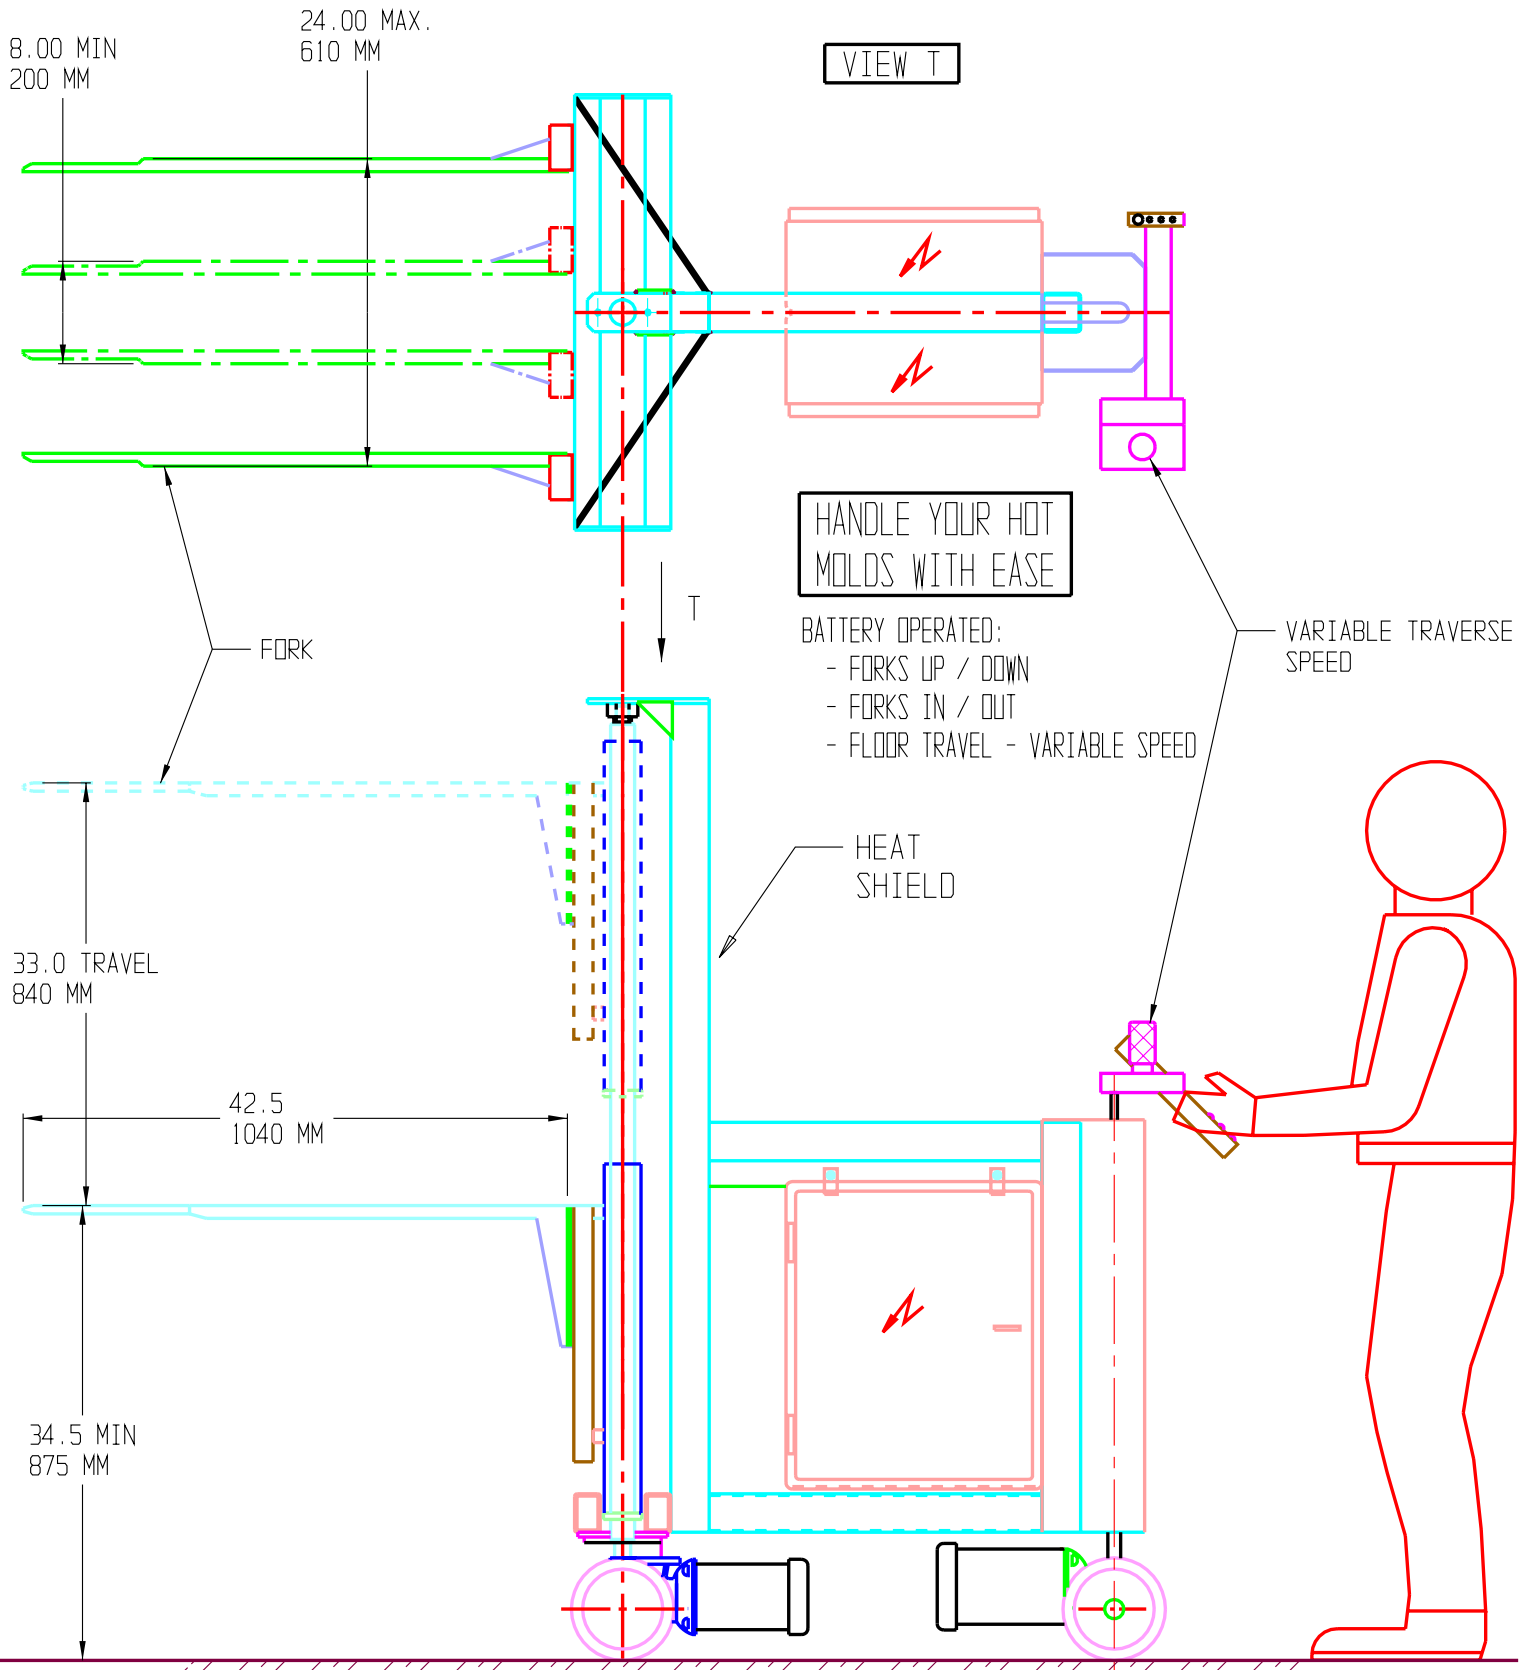 24.00 MAX.
610 MM
8.00 MIN
200 MM
VIEW T
HANDLE YOUR HOT
MOLDS WITH EASE
T
BATTERY OPERATED:
- FORKS UP / DOWN
- FORKS IN / OUT
- FLOOR TRAVEL - VARIABLE SPEED
VARIABLE TRAVERSE
SPEED
FORK
HEAT
SHIELD
33.0 TRAVEL
840 MM
42.5
1040 MM
34.5 MIN
875 MM